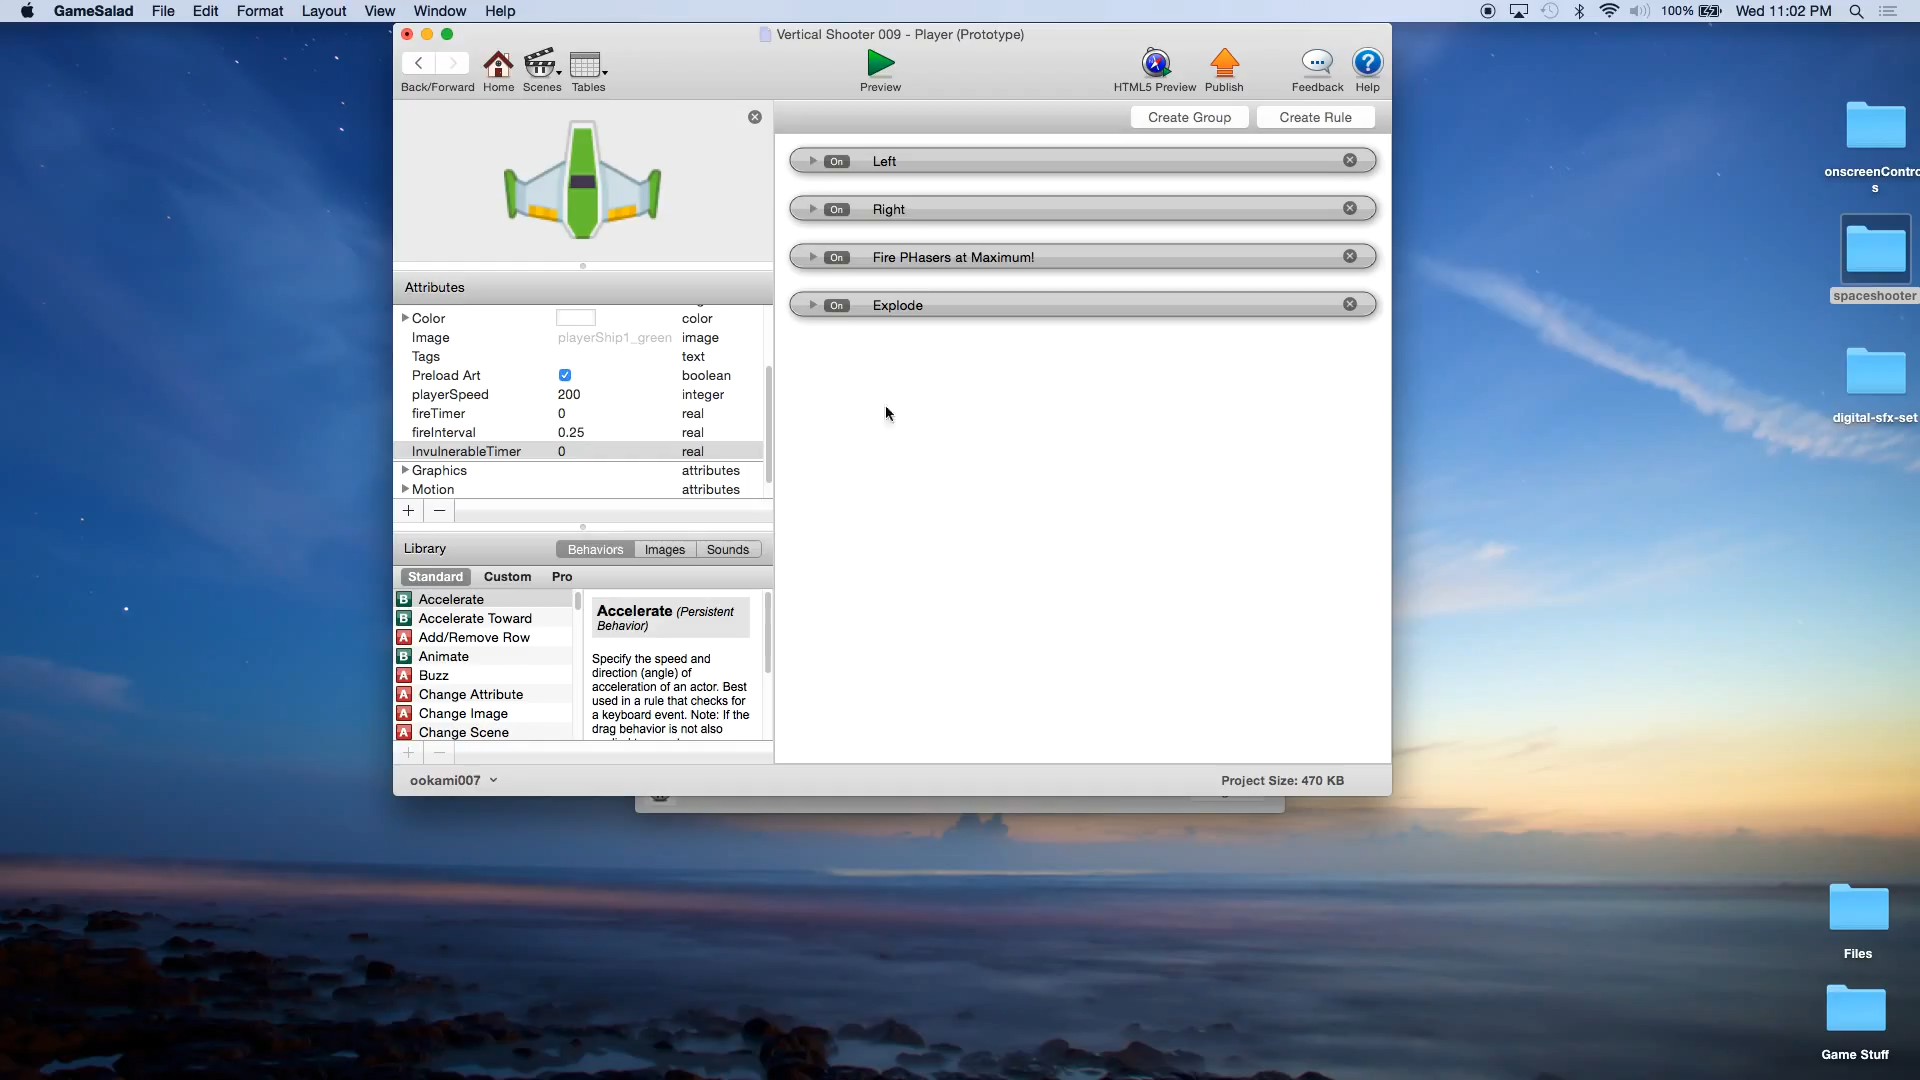 GameSalad File Edit Format Layout View Window Help
100% Wed 11:02 PM
Vertical Shooter 009 - Player (Prototype)
Back/Forward Home Scenes Tables Preview HTML5 Preview Publish Feedback Help
Create Group Create Rule
On Left
On Right
On Fire PHasers at Maximum!
On Explode
Attributes
Color color
Image playerShip1_green image
Tags text
Preload Art boolean
playerSpeed 200 integer
fireTimer 0 real
fireInterval 0.25 real
InvulnerableTimer 0 real
Graphics attributes
Motion attributes
Library Behaviors Images Sounds
Standard Custom Pro
B Accelerate
B Accelerate Toward
A Add/Remove Row
B Animate
A Buzz
A Change Attribute
A Change Image
A Change Scene
Accelerate (Persistent
Behavior)
Specify the speed and
direction (angle) of
acceleration of an actor. Best
used in a rule that checks for
a keyboard event. Note: If the
drag behavior is not also
ookami007 Project Size: 470 KB
onscreenContro
s
spaceshooter
digital-sfx-set
Files
Game Stuff